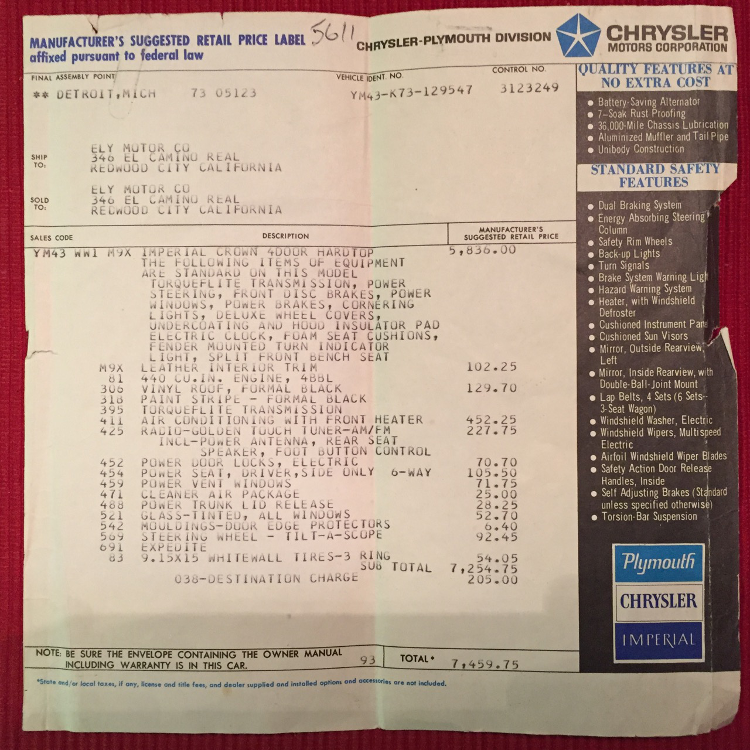 MANUFACTURER'S SUGGESTED RETAIL PRICE LABEL
affixed pursuant to federal law
5611
CHRYSLER-PLYMOUTH DIVISION
CHRYSLER
MOTORS CORPORATION
FINAL ASSEMBLY POINT
VEHICLE IDENT. NO.
CONTROL NO.
** DETROIT,MICH 73 05123
YM43-K73-129547 3123249
SHIP TO:
ELY MOTOR CO
346 EL CAMINO REAL
REDWOOD CITY CALIFORNIA
SOLD TO:
ELY MOTOR CO
346 EL CAMINO REAL
REDWOOD CITY CALIFORNIA
SALES CODE DESCRIPTION MANUFACTURER'S SUGGESTED RETAIL PRICE
YM43 WW1 M9X IMPERIAL CROWN 4DOOR HARDTOP 5,836.00
THE FOLLOWING ITEMS OF EQUIPMENT
ARE STANDARD ON THIS MODEL
TORQUEFLITE TRANSMISSION, POWER
STEERING, FRONT DISC BRAKES, POWER
WINDOWS, POWER BRAKES, CORNERING
LIGHTS, DELUXE WHEEL COVERS,
UNDERCOATING AND HOOD INSULATOR PAD
ELECTRIC CLOCK, FOAM SEAT CUSHIONS,
FENDER MOUNTED TURN INDICATOR
LIGHT, SPLIT FRONT BENCH SEAT
M9X LEATHER INTERIOR TRIM 102.25
81 440 CU.IN. ENGINE, 4BBL
306 VINYL ROOF, FORMAL BLACK 129.70
318 PAINT STRIPE - FORMAL BLACK
395 TORQUEFLITE TRANSMISSION
411 AIR CONDITIONING WITH FRONT HEATER 452.25
425 RADIO-GOLDEN TOUCH TUNER-AM/FM 227.75
INCL-POWER ANTENNA, REAR SEAT
SPEAKER, FOOT BUTTON CONTROL
452 POWER DOOR LOCKS, ELECTRIC 70.70
454 POWER SEAT, DRIVER,SIDE ONLY 6-WAY 105.50
459 POWER VENT WINDOWS 71.75
471 CLEANER AIR PACKAGE 25.00
488 POWER TRUNK LID RELEASE 28.25
521 GLASS-TINTED, ALL WINDOWS 52.70
542 MOULDINGS-DOOR EDGE PROTECTORS 6.40
569 STEERING WHEEL - TILT-A-SCOPE 92.45
691 EXPEDITE
83 9.15X15 WHITEWALL TIRES-3 RING 54.05
SUB TOTAL 7,254.75
038-DESTINATION CHARGE 205.00
NOTE: BE SURE THE ENVELOPE CONTAINING THE OWNER MANUAL
INCLUDING WARRANTY IS IN THIS CAR.
93
TOTAL* 7,459.75
*State and/or local taxes, if any, license and title fees, and dealer supplied and installed options and accessories are not included.
QUALITY FEATURES AT
NO EXTRA COST
● Battery-Saving Alternator
● 7-Soak Rust Proofing
● 36,000-Mile Chassis Lubrication
● Aluminized Muffler and Tail Pipe
● Unibody Construction
STANDARD SAFETY
FEATURES
● Dual Braking System
● Energy Absorbing Steering
Column
● Safety Rim Wheels
● Back-up Lights
● Turn Signals
● Brake System Warning Light
● Hazard Warning System
● Heater, with Windshield
Defroster
● Cushioned Instrument Panel
● Cushioned Sun Visors
● Mirror, Outside Rearview,
Left
● Mirror, Inside Rearview, with
Double-Ball-Joint Mount
● Lap Belts, 4 Sets (6 Sets--
3-Seat Wagon)
● Windshield Washer, Electric
● Windshield Wipers, Multispeed
Electric
● Airfoil Windshield Wiper Blades
● Safety Action Door Release
Handles, Inside
● Self Adjusting Brakes (Standard
unless specified otherwise)
● Torsion-Bar Suspension
Plymouth
CHRYSLER
IMPERIAL